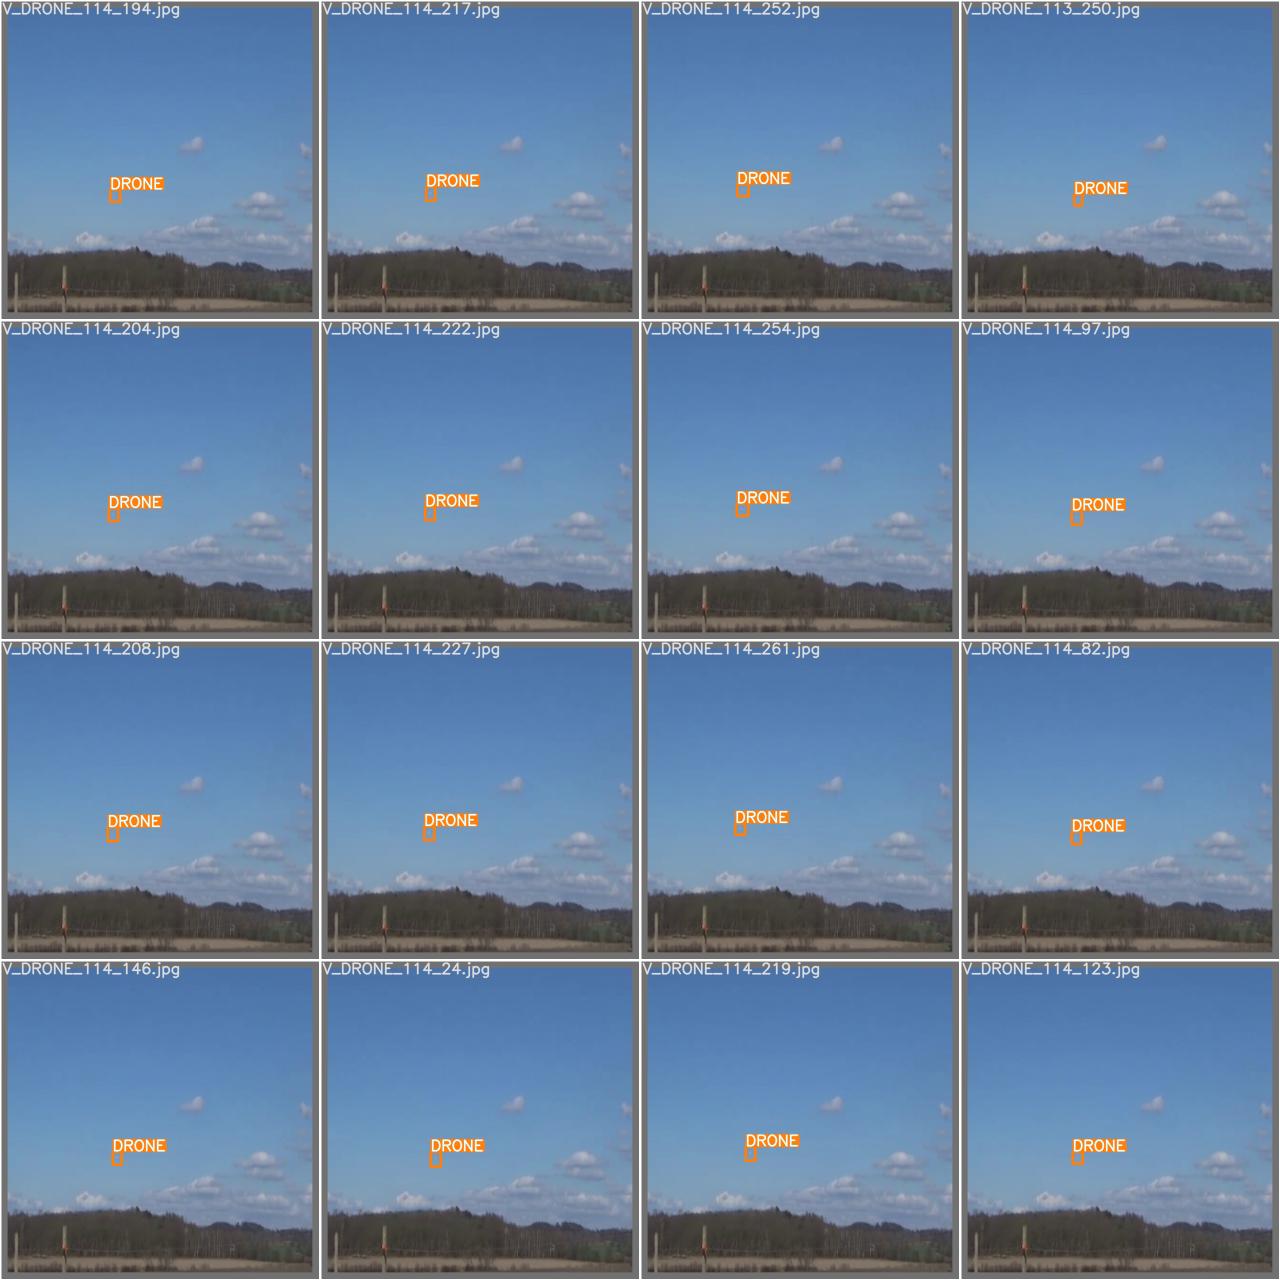 V_DRONE_114_194.jpg
V_DRONE_114_217.jpg
V_DRONE_114_252.jpg
V_DRONE_113_250.jpg
DRONE
DRONE
DRONE
DRONE
V_DRONE_114_204.jpg
V_DRONE_114_222.jpg
V_DRONE_114_254.jpg
V_DRONE_114_97.jpg
DRONE
DRONE
DRONE
DRONE
V_DRONE_114_208.jpg
V_DRONE_114_227.jpg
V_DRONE_114_261.jpg
V_DRONE_114_82.jpg
DRONE
DRONE
DRONE
DRONE
V_DRONE_114_146.jpg
V_DRONE_114_24.jpg
V_DRONE_114_219.jpg
V_DRONE_114_123.jpg
DRONE
DRONE
DRONE
DRONE